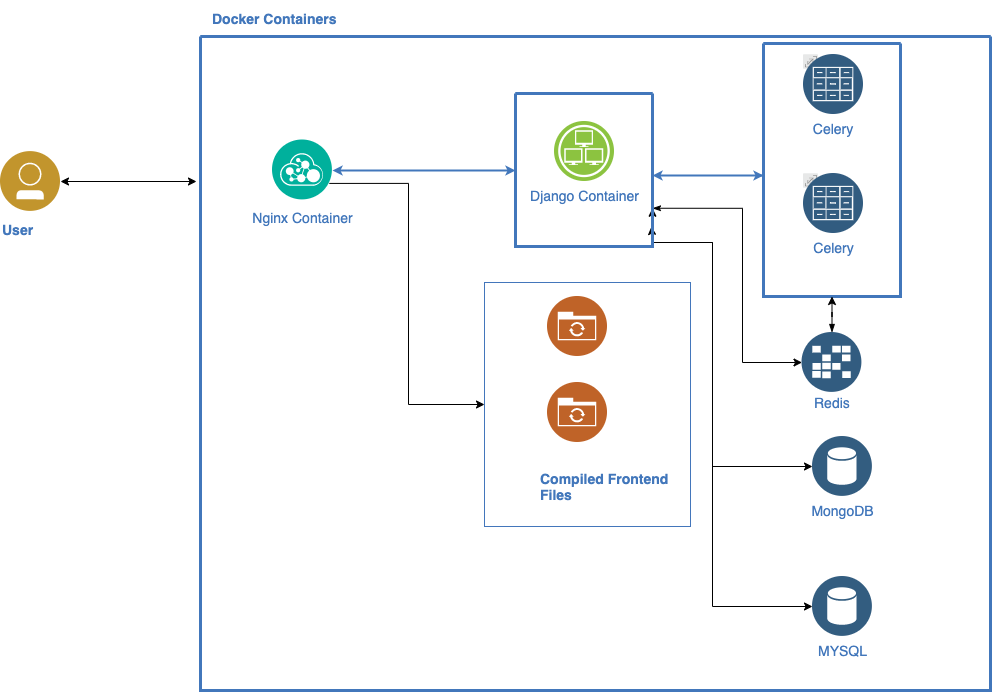 Docker Containers
Celery
Django Container
User
Nginx Container
Celery
Redis
Compiled Frontend
Files
MongoDB
MYSQL